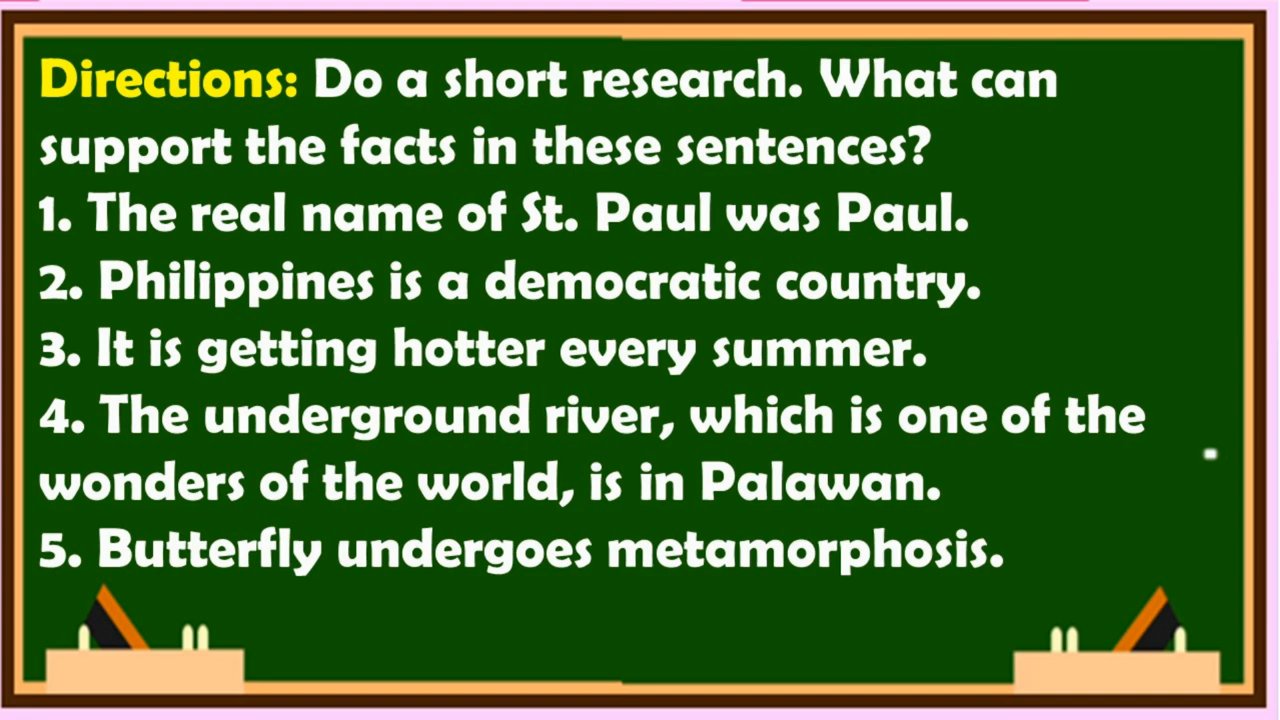 Directions: Do a short research. What can
support the facts in these sentences?
1. The real name of St. Paul was Paul.
2. Philippines is a democratic country.
3. It is getting hotter every summer.
4. The underground river, which is one of the
wonders of the world, is in Palawan.
5. Butterfly undergoes metamorphosis.